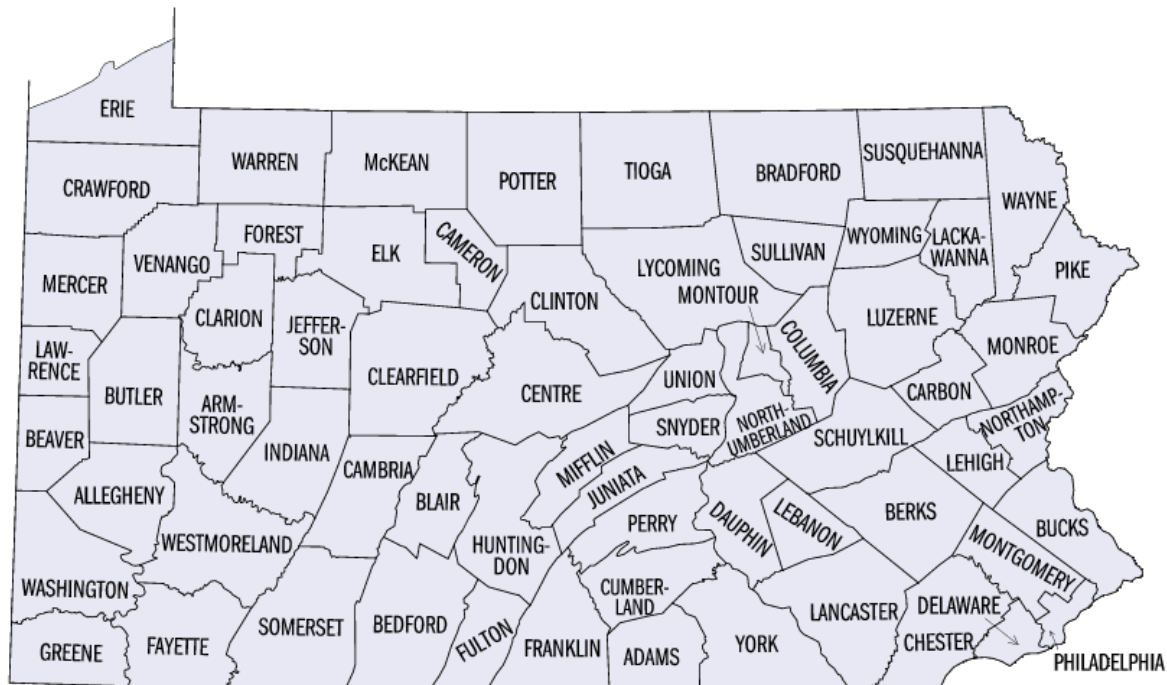 ERIE
WARREN
McKEAN
POTTER
TIOGA
BRADFORD
SUSQUEHANNA
WAYNE
CRAWFORD
FOREST
ELK
CAMERON
SULLIVAN
WYOMING
LACKA-
WANNA
PIKE
MERCER
VENANGO
CLARION
JEFFER-
SON
CLINTON
LYCOMING
MONTOUR
COLUMBIA
LUZERNE
MONROE
LAW-
RENCE
BUTLER
ARM-
STRONG
CLEARFIELD
CENTRE
UNION
CARBON
NORTHAMP-
TON
BEAVER
INDIANA
SNYDER
NORTH-
UMBERLAND
SCHUYLKILL
LEHIGH
ALLEGHENY
CAMBRIA
BLAIR
MIFFLIN
JUNIATA
PERRY
DAUPHIN
LEBANON
BERKS
BUCKS
WESTMORELAND
HUNTING-
DON
MONTGOMERY
WASHINGTON
CUMBER-
LAND
LANCASTER
DELAWARE
GREENE
FAYETTE
SOMERSET
BEDFORD
FULTON
FRANKLIN
ADAMS
YORK
CHESTER
PHILADELPHIA